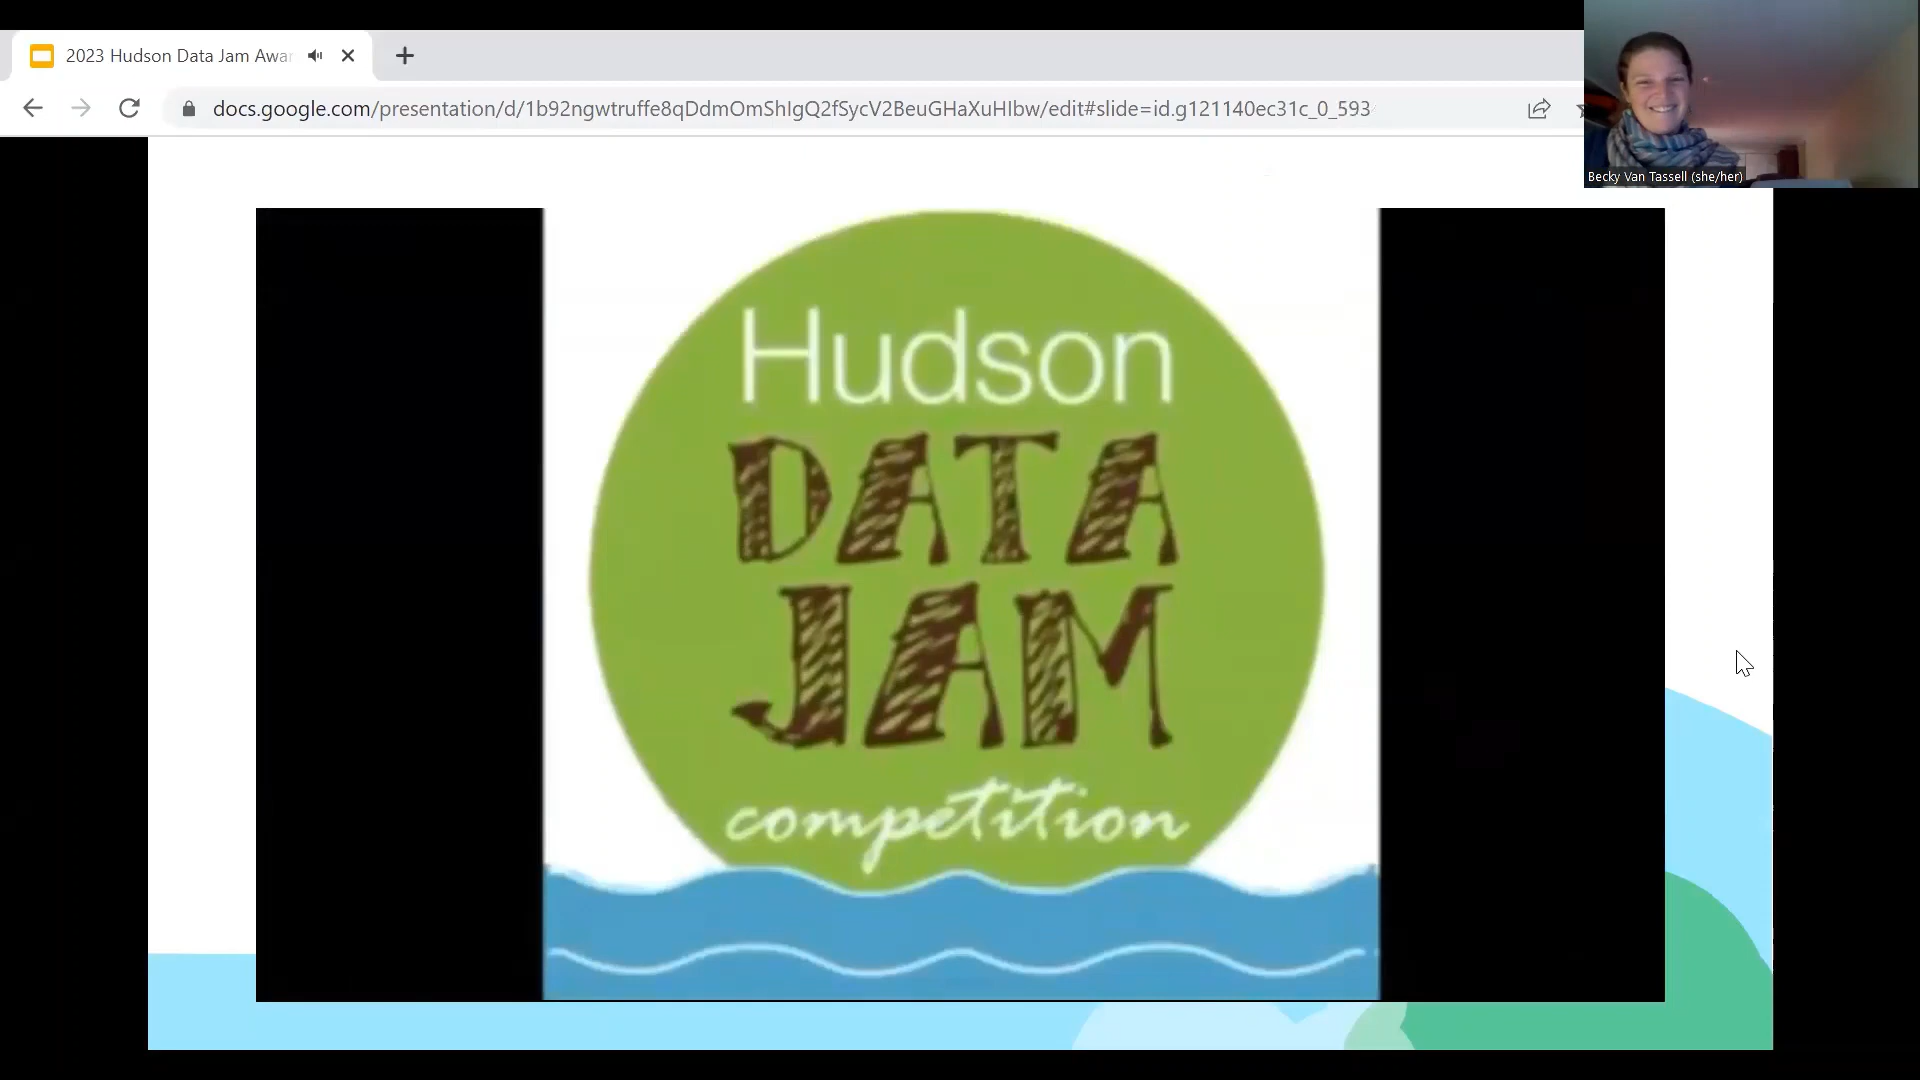 2023 Hudson Data Jam Awar
docs.google.com/presentation/d/1b92ngwtruffe8qDdmOmShIgQ2fSycV2BeuGHaXuHIbw/edit#slide=id.g121140ec31c_0_593
Becky Van Tassell (she/her)
Hudson
DATA
JAM
competition